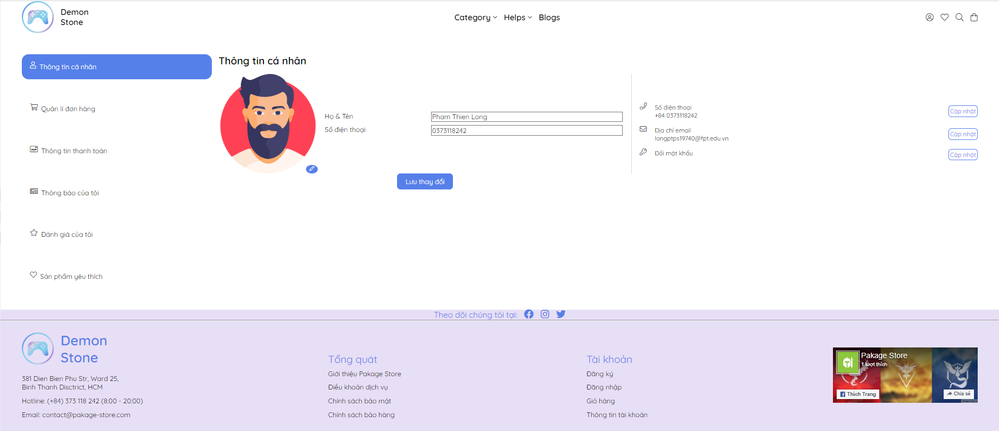 Demon
Stone
Category
Helps
Blogs
Thông tin cá nhân
Quản lí đơn hàng
Thông tin thanh toán
Thông báo của tôi
Đánh giá của tôi
Sản phẩm yêu thích
Thông tin cá nhân
Họ & Tên
Pham Thien Long
Số điện thoại
0373118242
Lưu thay đổi
Số điện thoại
+84 0373118242
Cập nhật
Địa chỉ email
longptps19740@fpt.edu.vn
Cập nhật
Đổi mật khẩu
Cập nhật
Theo dõi chúng tôi tại:
Demon
Stone
381 Dien Bien Phu Str, Ward 25,
Binh Thanh Disctrict, HCM
Hotline: (+84) 373 118 242 (8:00 - 20:00)
Email: contact@pakage-store.com
Tổng quát
Giới thiệu Pakage Store
Điều khoản dịch vụ
Chính sách bảo mật
Chính sách bảo hàng
Tài khoản
Đăng ký
Đăng nhập
Giỏ hàng
Thông tin tài khoản
Pakage Store
1 lượt thích
Thích Trang
Chia sẻ